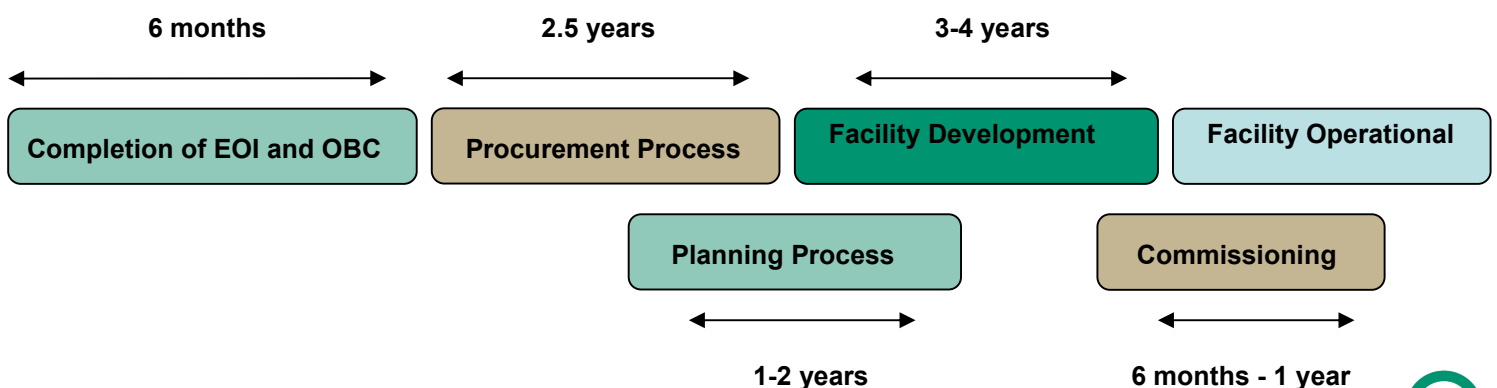 6 months
2.5 years
3-4 years
Completion of EOI and OBC
Procurement Process
Facility Development
Facility Operational
Planning Process
Commissioning
1-2 years
6 months - 1 year